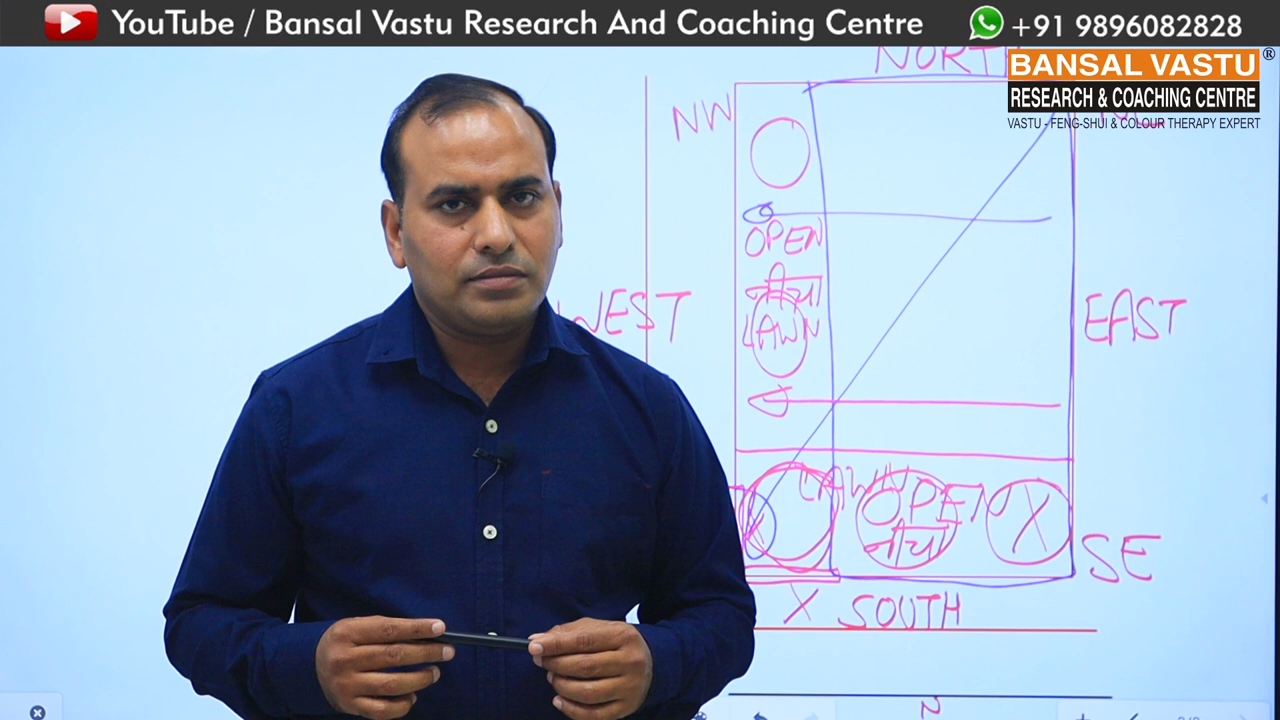 YouTube / Bansal Vastu Research And Coaching Centre
+91 9896082828
BANSAL VASTU®
RESEARCH & COACHING CENTRE
VASTU - FENG-SHUI & COLOUR THERAPY EXPERT
NORTH
NW
OPEN
नीचा
LAWN
WEST
EAST
LAWN
OPEN
नीचा
X
SE
X SOUTH
N